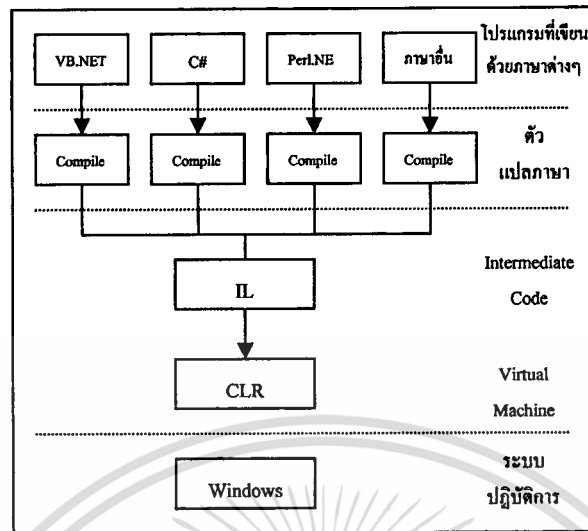 โปรแกรมที่เขียน
VB.NET C# Perl.NE ภาษาอื่น ด้วยภาษาต่างๆ
ตัว
Compile Compile Compile Compile แปลภาษา
Intermediate
IL Code
CLR Virtual
Machine
ระบบ
Windows ปฏิบัติการ